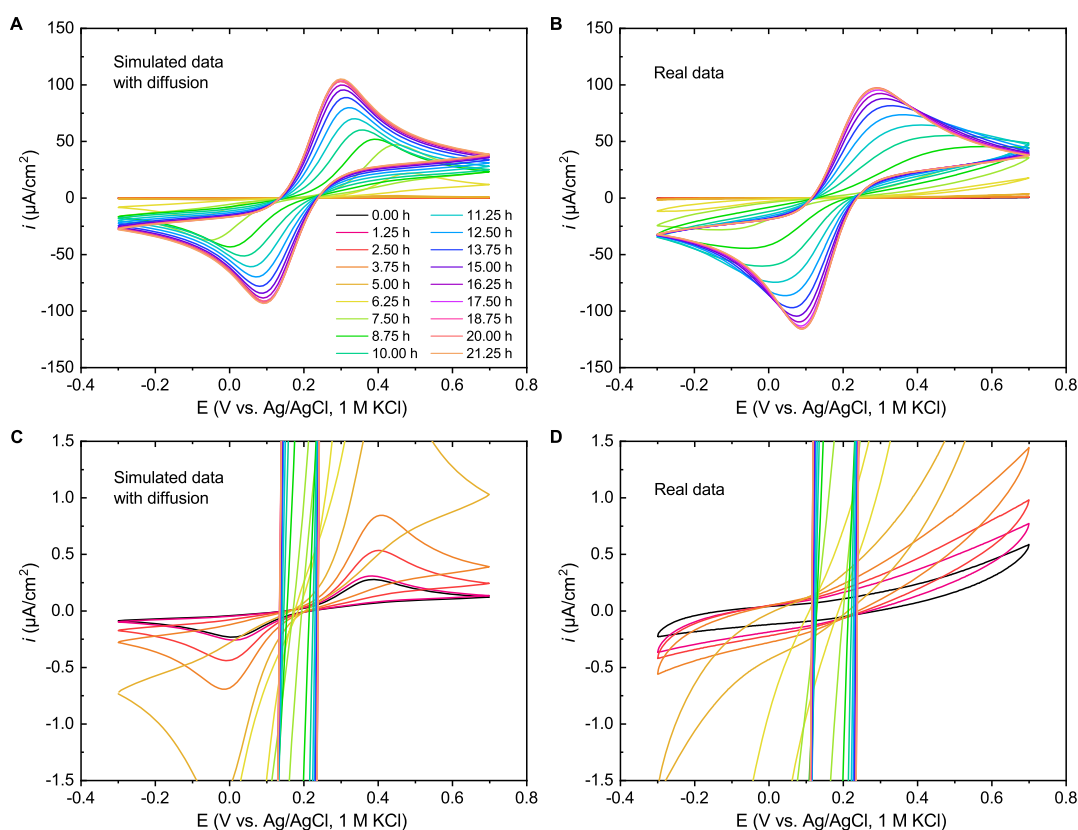 A
150
100
50
0
-50
-100
-150
i (µA/cm²)
Simulated data
with diffusion
0.00 h
1.25 h
2.50 h
3.75 h
5.00 h
6.25 h
7.50 h
8.75 h
10.00 h
11.25 h
12.50 h
13.75 h
15.00 h
16.25 h
17.50 h
18.75 h
20.00 h
21.25 h
-0.4 -0.2 0.0 0.2 0.4 0.6 0.8
E (V vs. Ag/AgCl, 1 M KCl)
B
150
100
50
0
-50
-100
-150
i (µA/cm²)
Real data
-0.4 -0.2 0.0 0.2 0.4 0.6 0.8
E (V vs. Ag/AgCl, 1 M KCl)
C
1.5
1.0
0.5
0.0
-0.5
-1.0
-1.5
i (µA/cm²)
Simulated data
with diffusion
-0.4 -0.2 0.0 0.2 0.4 0.6 0.8
E (V vs. Ag/AgCl, 1 M KCl)
D
1.5
1.0
0.5
0.0
-0.5
-1.0
-1.5
i (µA/cm²)
Real data
-0.4 -0.2 0.0 0.2 0.4 0.6 0.8
E (V vs. Ag/AgCl, 1 M KCl)